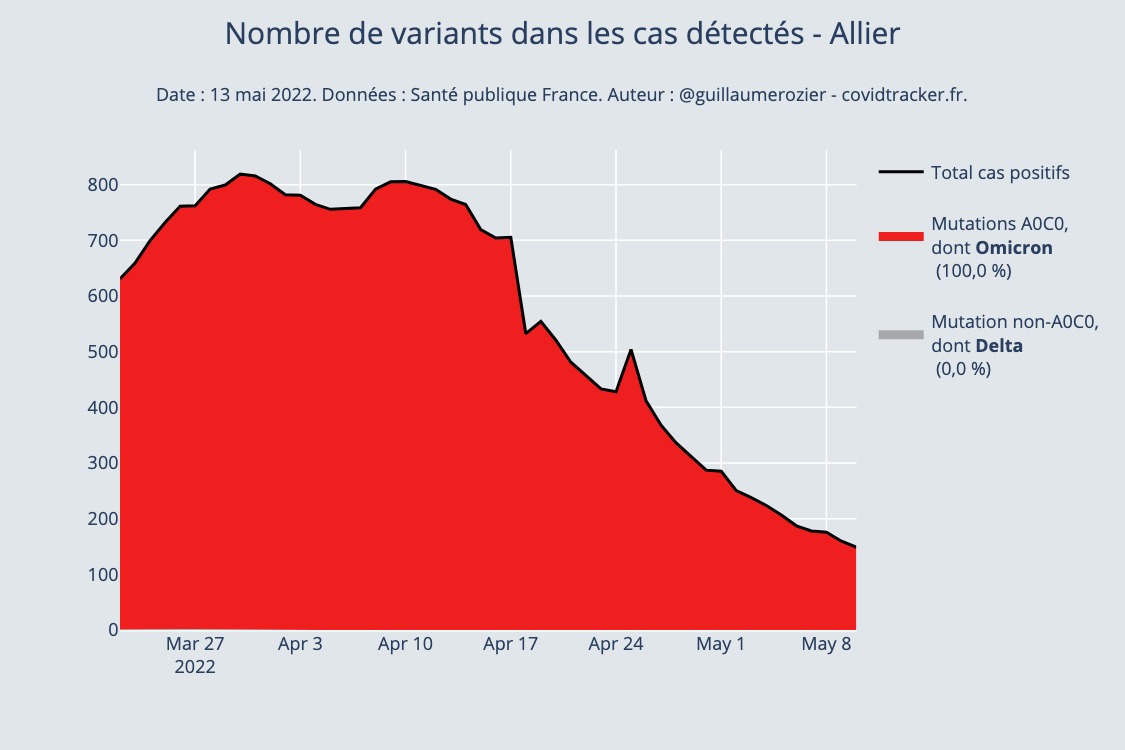 Nombre de variants dans les cas détectés - Allier
Date : 13 mai 2022. Données : Santé publique France. Auteur : @guillaumerozier - covidtracker.fr.
Total cas positifs
Mutations A0C0,
dont Omicron
(100,0 %)
Mutation non-A0C0,
dont Delta
(0,0 %)
800
700
600
500
400
300
200
100
0
Mar 27
2022
Apr 3
Apr 10
Apr 17
Apr 24
May 1
May 8